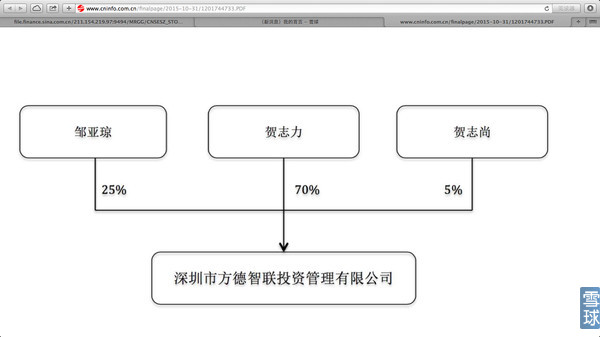 www.cninfo.com.cn/finalpage/2015-10-31/1201744733.PDF
file.finance.sina.com.cn/211.154.219.97:9494/MRGG/CNSESZ_STO...
我的首页 - 雪球
www.cninfo.com.cn/finalpage/2015-10-31/1201744733.PDF
邹亚琼
贺志力
贺志尚
25%
70%
5%
深圳市方德智联投资管理有限公司
雪球